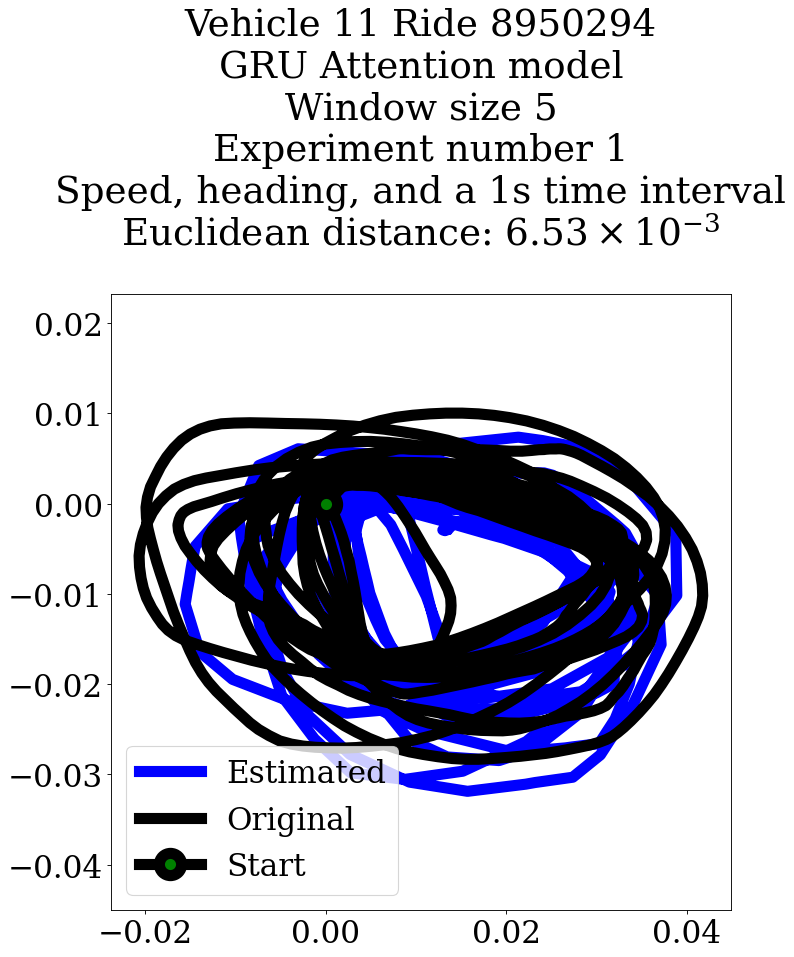 Vehicle 11 Ride 8950294
GRU Attention model
Window size 5
Experiment number 1
Speed, heading, and a 1s time interval
Euclidean distance: 6.53 × 10⁻³
0.02
0.01
0.00
−0.01
−0.02
−0.03
−0.04
Estimated
Original
Start
−0.02 0.00 0.02 0.04